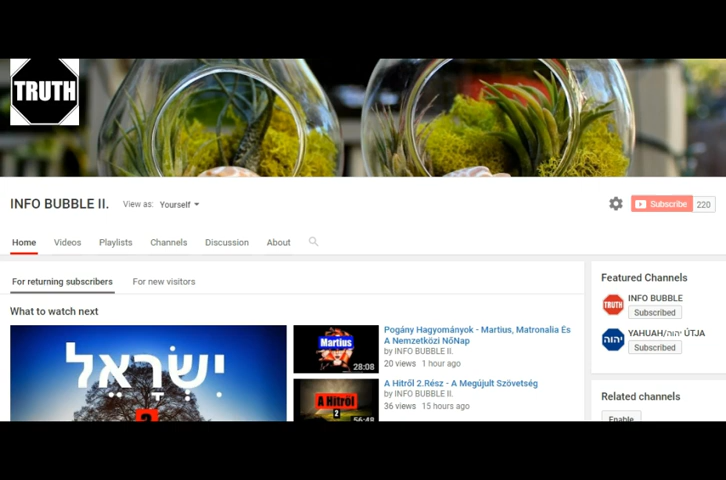 TRUTH
INFO BUBBLE II.
View as: Yourself
Subscribe 220
Home Videos Playlists Channels Discussion About
For returning subscribers For new visitors
What to watch next
יִשְׂרָאֵל
2
Martius
28:08
Pogány Hagyományok - Martius, Matronalia És
A Nemzetközi NőNap
by INFO BUBBLE II.
20 views 1 hour ago
A Hitről
2
56:48
A Hitről 2.Rész - A Megújult Szövetség
by INFO BUBBLE II.
36 views 15 hours ago
Featured Channels
TRUTH
INFO BUBBLE
Subscribed
יהוה
YAHUAH/יהוה ÚTJA
Subscribed
Related channels
Enable